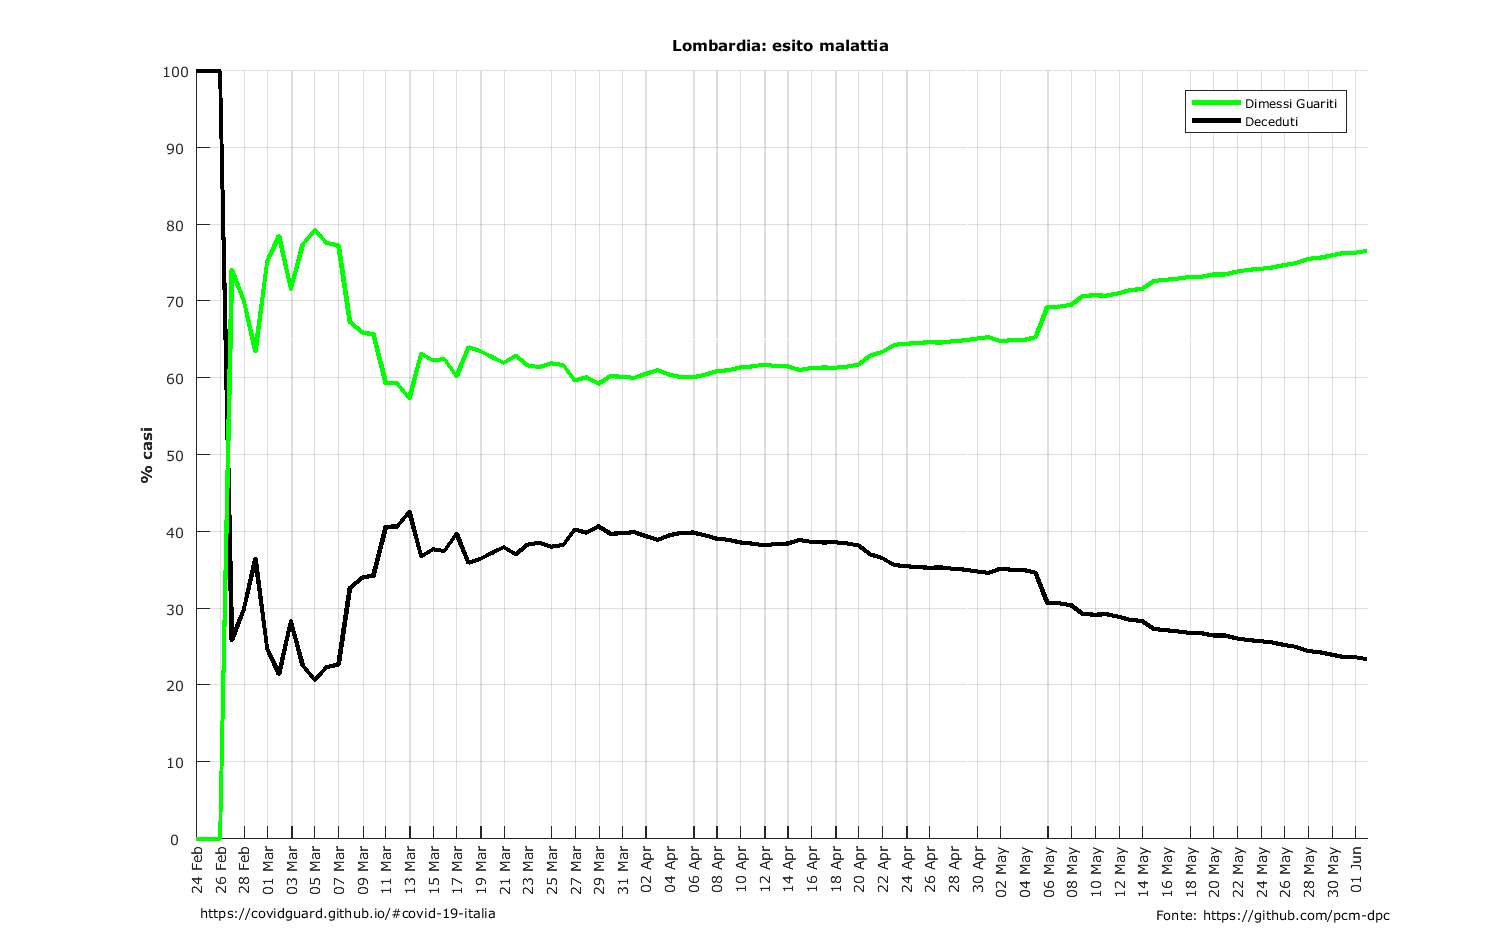 Lombardia: esito malattia
Dimessi Guariti
Deceduti
% casi
100
90
80
70
60
50
40
30
20
10
0
24 Feb
26 Feb
28 Feb
01 Mar
03 Mar
05 Mar
07 Mar
09 Mar
11 Mar
13 Mar
15 Mar
17 Mar
19 Mar
21 Mar
23 Mar
25 Mar
27 Mar
29 Mar
31 Mar
02 Apr
04 Apr
06 Apr
08 Apr
10 Apr
12 Apr
14 Apr
16 Apr
18 Apr
20 Apr
22 Apr
24 Apr
26 Apr
28 Apr
30 Apr
02 May
04 May
06 May
08 May
10 May
12 May
14 May
16 May
18 May
20 May
22 May
24 May
26 May
28 May
30 May
01 Jun
https://covidguard.github.io/#covid-19-italia
Fonte: https://github.com/pcm-dpc